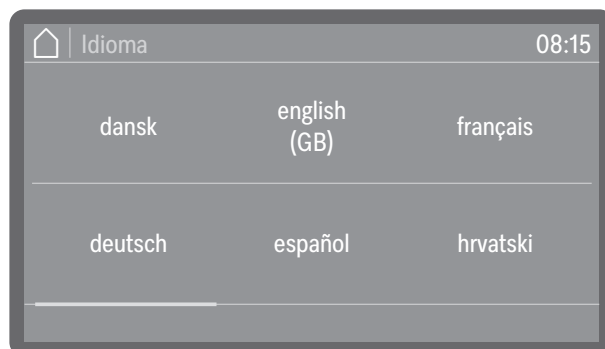 Idioma
08:15
dansk
english
(GB)
français
deutsch
español
hrvatski